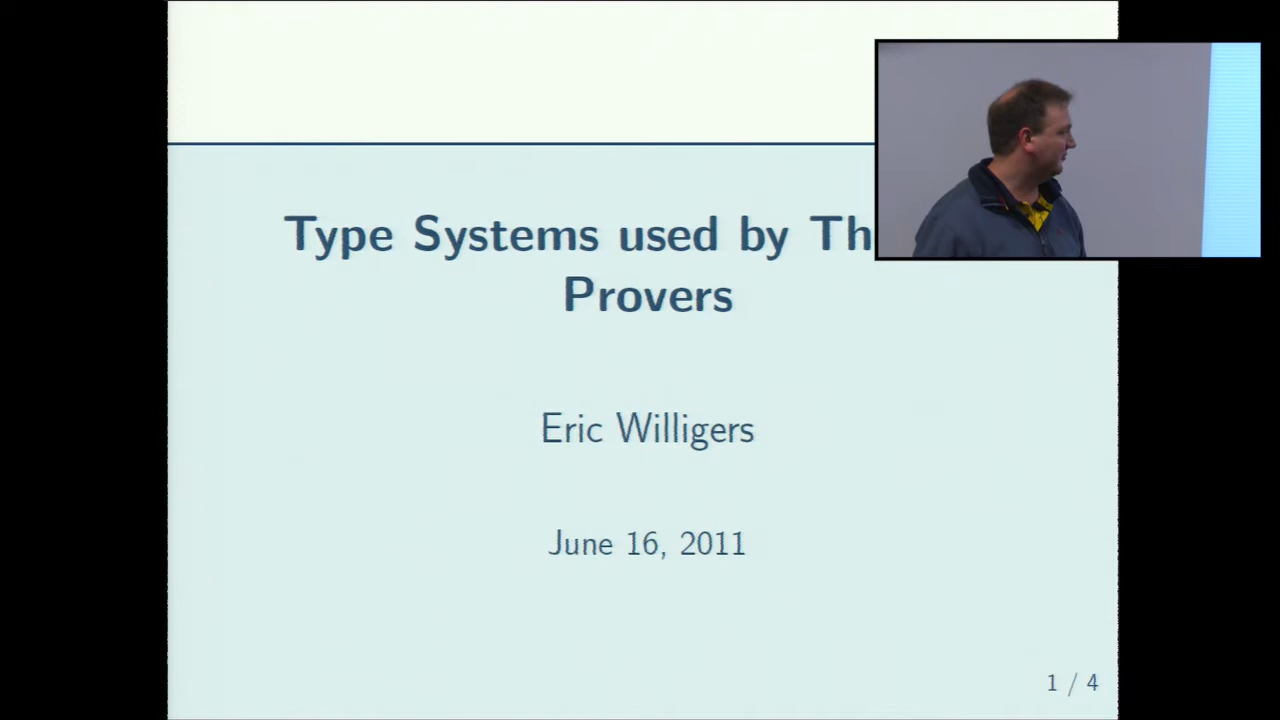 Type Systems used by Th
Provers
Eric Willigers
June 16, 2011
1 / 4